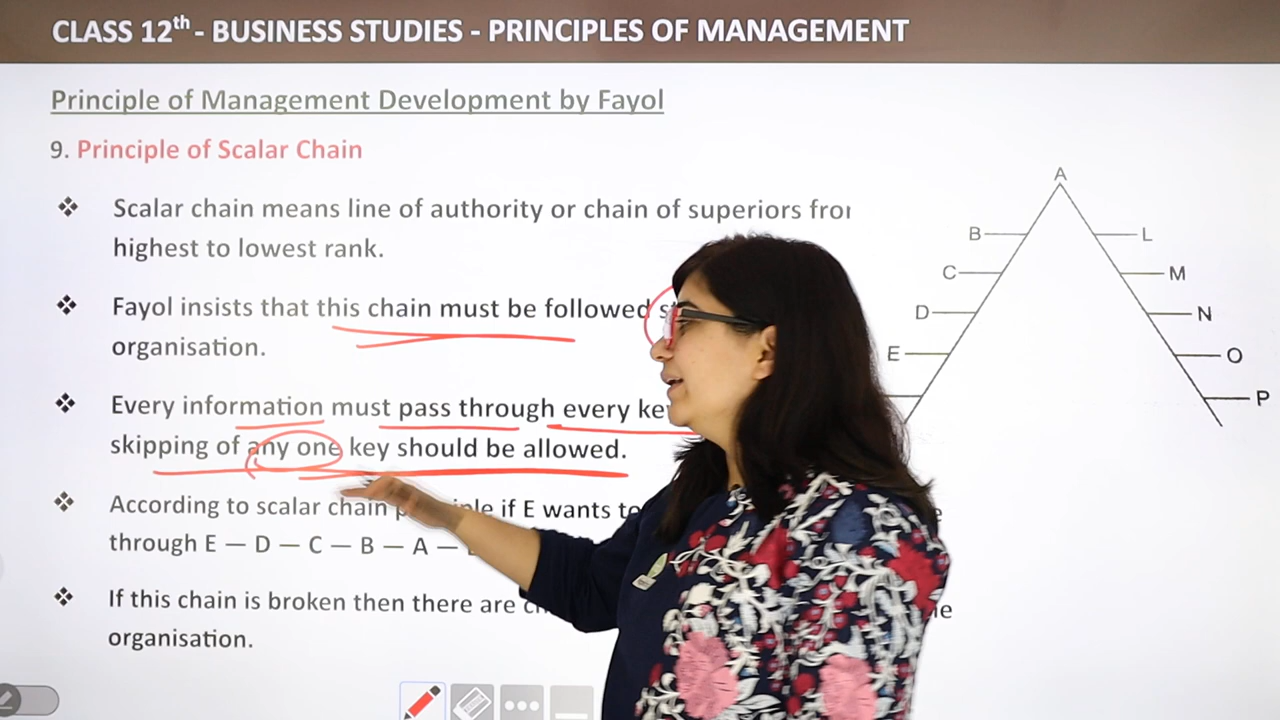 CLASS 12th - BUSINESS STUDIES - PRINCIPLES OF MANAGEMENT
Principle of Management Development by Fayol
9. Principle of Scalar Chain
❖ Scalar chain means line of authority or chain of superiors
highest to lowest rank.
❖ Fayol insists that this chain must be followed
organisation.
❖ Every information must pass through every
skipping of any one key should be allowed.
❖ According to scalar chain if E wants
through E — D — C — B — A —
❖ If this chain is broken then there are
organisation.
A
B L
C M
D N
E O
P